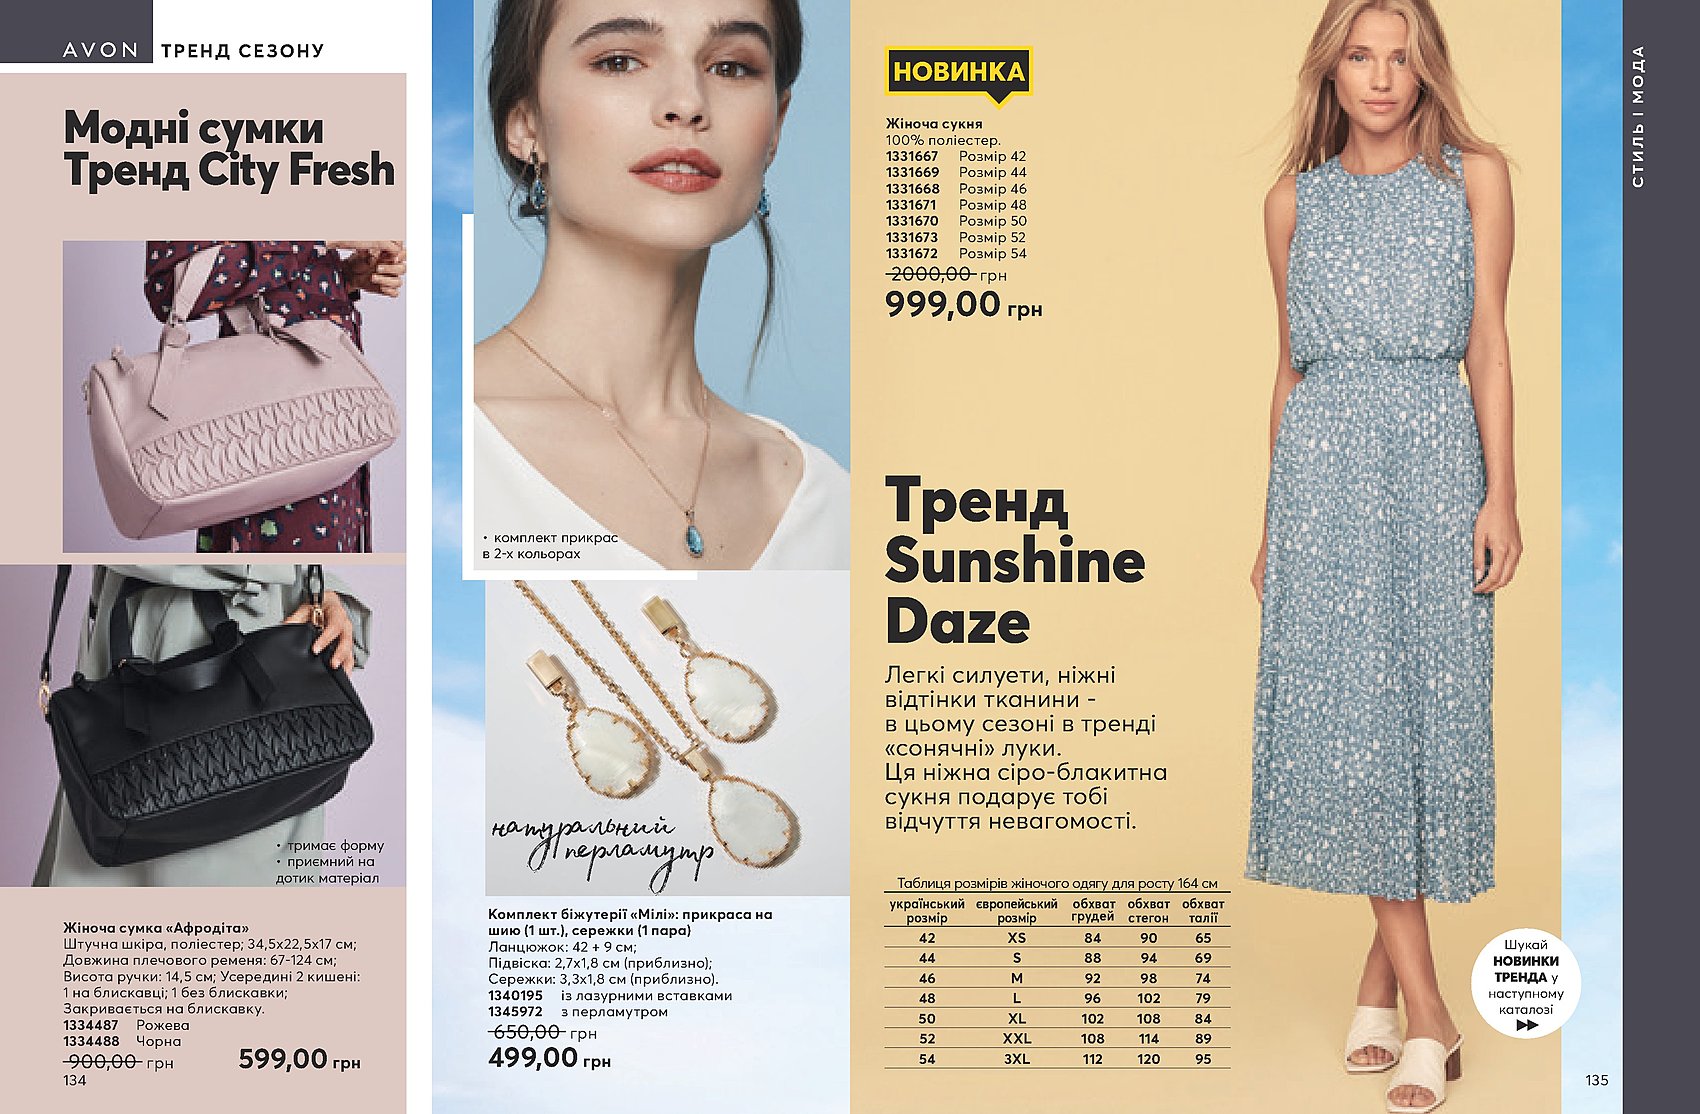 AVON ТРЕНД СЕЗОНУ
Модні сумки
Тренд City Fresh
• тримає форму
• приємний на
дотик матеріал
Жіноча сумка «Афродіта»
Штучна шкіра, поліестер; 34,5x22,5x17 см;
Довжина плечового ременя: 67-124 см;
Висота ручки: 14,5 см; Усередині 2 кишені:
1 на блискавці; 1 без блискавки;
Закривається на блискавку.
1334487 Рожева
1334488 Чорна
900,00 грн 599,00 грн
134
• комплект прикрас
в 2-х кольорах
натуральний
перламутр
Комплект біжутерії «Мілі»: прикраса на
шию (1 шт.), сережки (1 пара)
Ланцюжок: 42 + 9 см;
Підвіска: 2,7x1,8 см (приблизно);
Сережки: 3,3x1,8 см (приблизно).
1340195 із лазурними вставками
1345972 з перламутром
650,00 грн
499,00 грн
НОВИНКА
Жіноча сукня
100% поліестер.
1331667 Розмір 42
1331669 Розмір 44
1331668 Розмір 46
1331671 Розмір 48
1331670 Розмір 50
1331673 Розмір 52
1331672 Розмір 54
2000,00 грн
999,00 грн
Тренд
Sunshine
Daze
Легкі силуети, ніжні
відтінки тканини -
в цьому сезоні в тренді
«сонячні» луки.
Ця ніжна сіро-блакитна
сукня подарує тобі
відчуття невагомості.
Таблиця розмірів жіночого одягу для росту 164 см
український європейський обхват обхват обхват
розмір розмір грудей стегон талії
42 XS 84 90 65
44 S 88 94 69
46 M 92 98 74
48 L 96 102 79
50 XL 102 108 84
52 XXL 108 114 89
54 3XL 112 120 95
Шукай
НОВИНКИ
ТРЕНДА у
наступному
каталозі
СТИЛЬ І МОДА
135